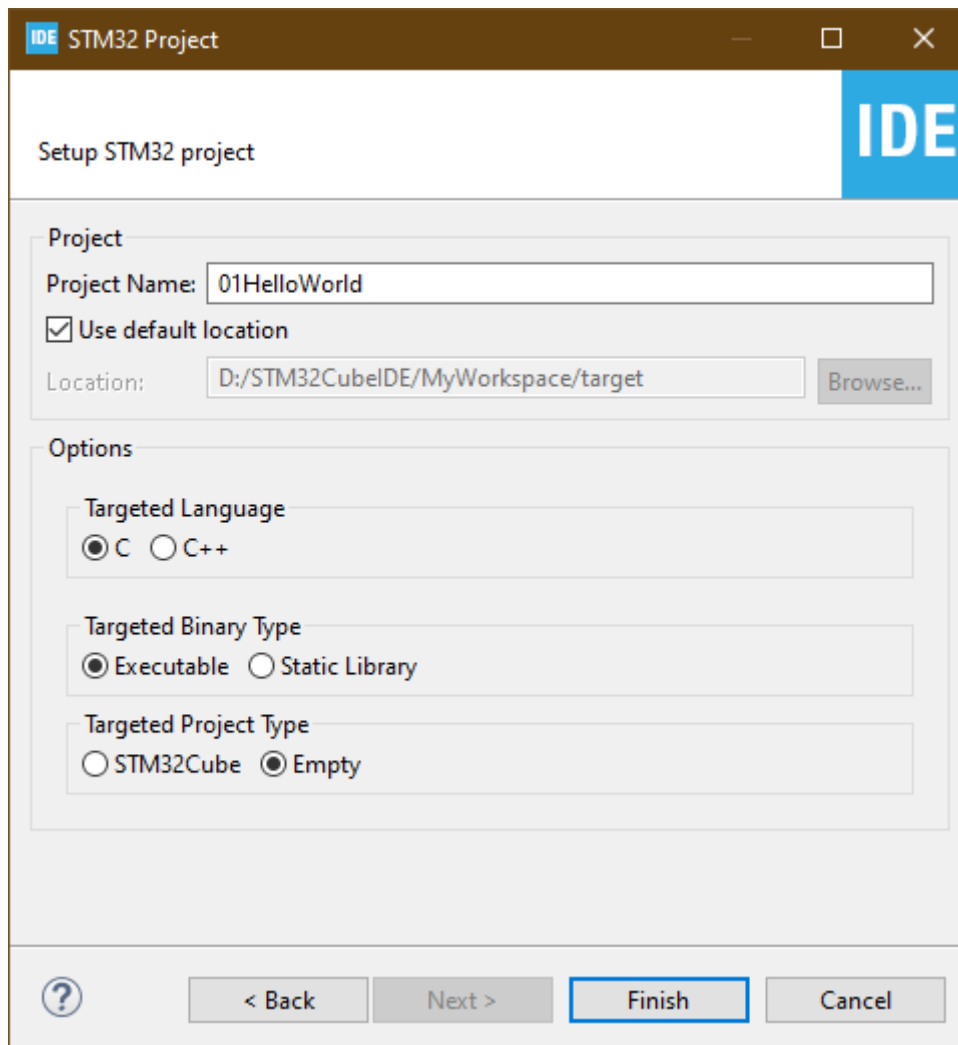 IDE STM32 Project
Setup STM32 project
IDE
Project
Project Name: 01HelloWorld
Use default location
Location: D:/STM32CubeIDE/MyWorkspace/target Browse...
Options
Targeted Language
C C++
Targeted Binary Type
Executable Static Library
Targeted Project Type
STM32Cube Empty
? < Back Next > Finish Cancel